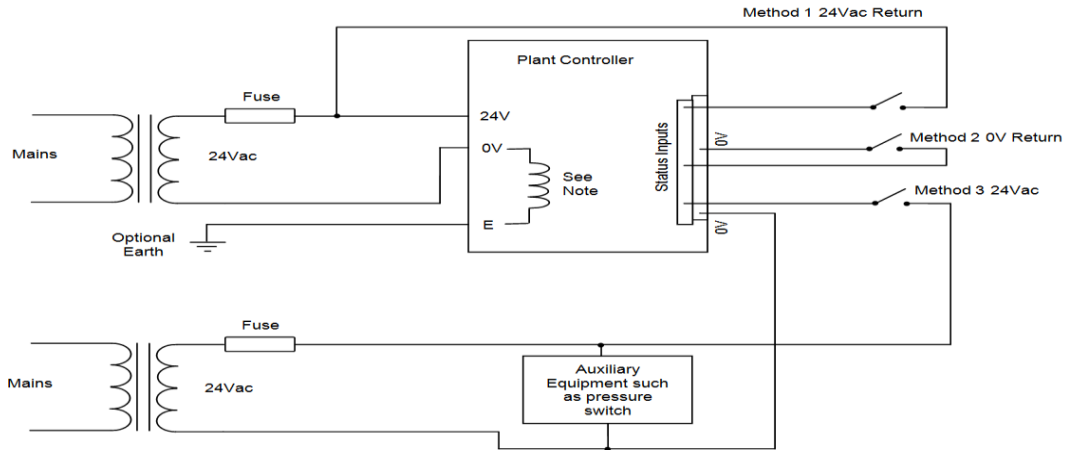 Method 1 24Vac Return
Plant Controller
Fuse
24V
Mains
24Vac
0V
See
Note
Status Inputs
0V
Method 2 0V Return
Method 3 24Vac
E
Optional
Earth
0V
Fuse
Mains
24Vac
Auxiliary
Equipment such
as pressure
switch